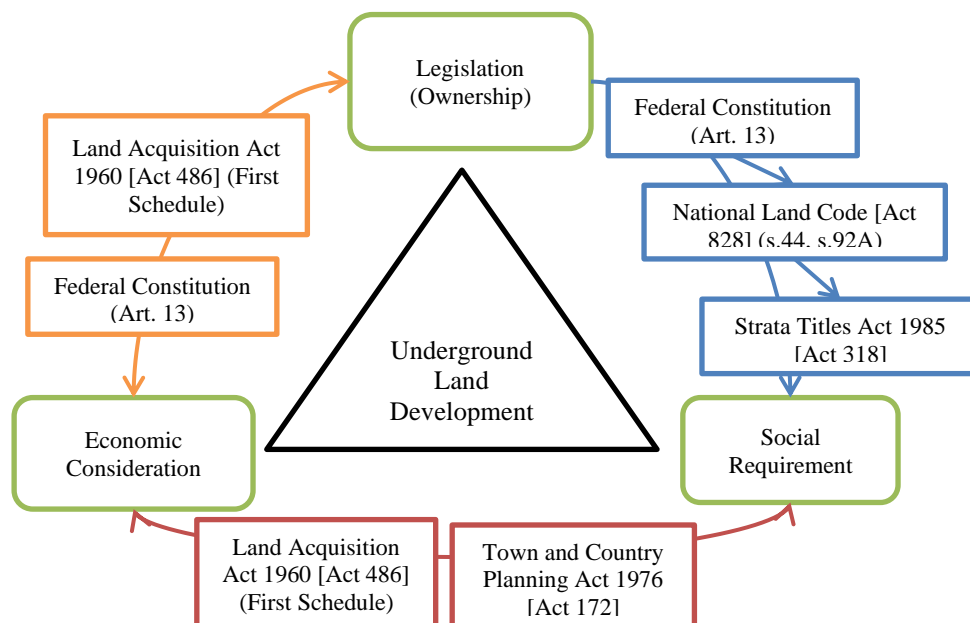 Legislation
(Ownership)
Federal Constitution
(Art. 13)
National Land Code [Act
828] (s.44, s.92A)
Strata Titles Act 1985
[Act 318]
Social
Requirement
Town and Country
Planning Act 1976
[Act 172]
Land Acquisition
Act 1960 [Act 486]
(First Schedule)
Economic
Consideration
Federal Constitution
(Art. 13)
Land Acquisition Act
1960 [Act 486] (First
Schedule)
Underground
Land
Development